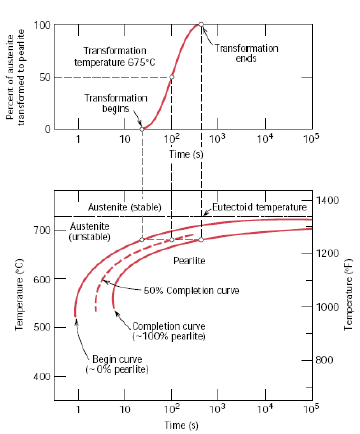 Percent of austenite
transformed to pearlite
100
50
0
Transformation
temperature 675°C
Transformation
begins
Transformation
ends
1
10
10²
10³
10⁴
10⁵
Time (s)
Austenite (stable)
Eutectoid temperature
Austenite
(unstable)
Pearlite
50% Completion curve
Completion curve
(~100% pearlite)
Begin curve
(~0% pearlite)
Temperature (°C)
700
600
500
400
1400
1200
1000
800
Temperature (°F)
1
10
10²
10³
10⁴
10⁵
Time (s)